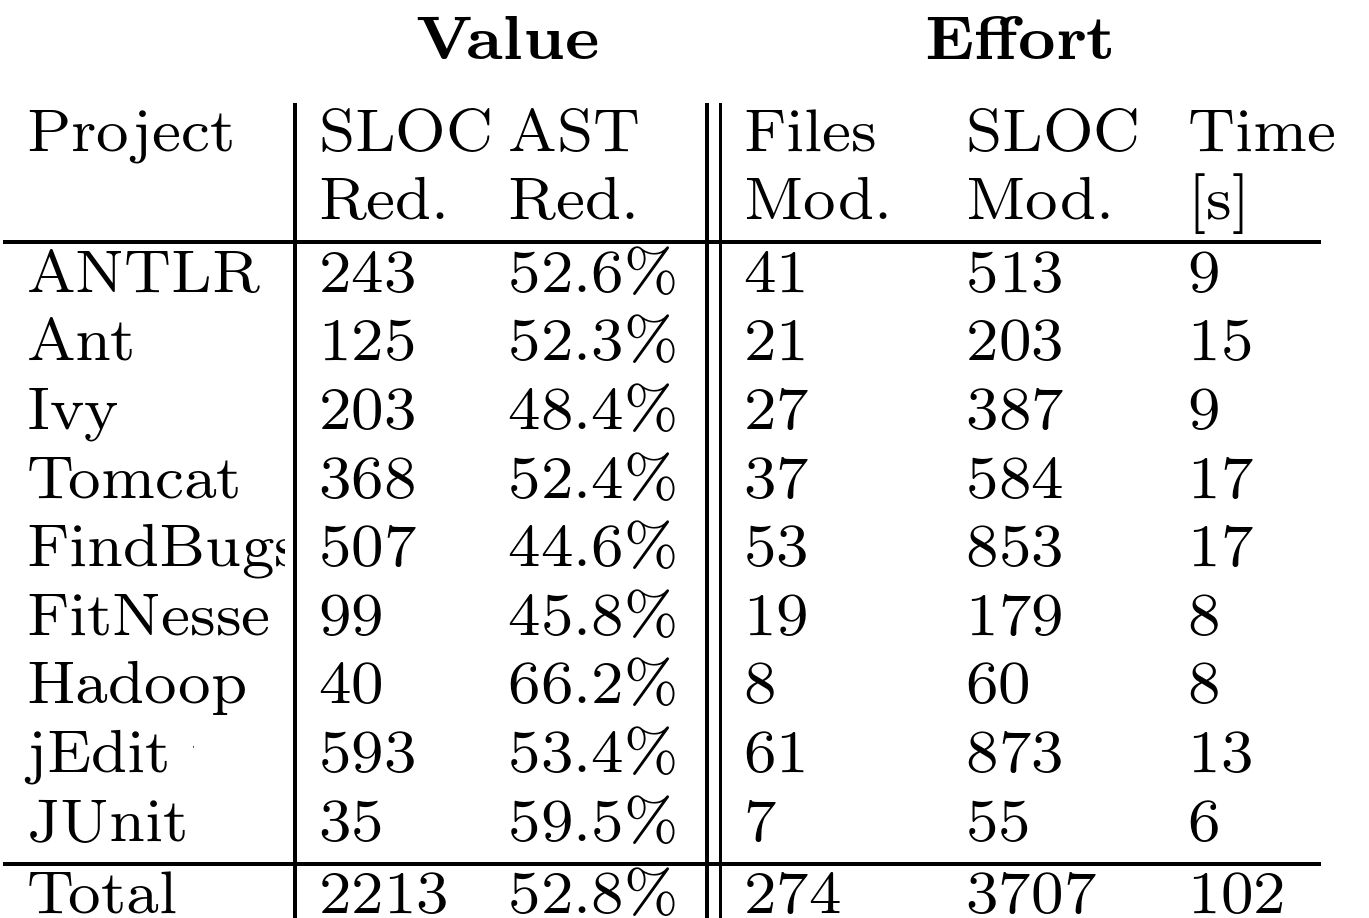 Value Effort
Project SLOC AST Files SLOC Time
Red. Red. Mod. Mod. [s]
ANTLR 243 52.6% 41 513 9
Ant 125 52.3% 21 203 15
Ivy 203 48.4% 27 387 9
Tomcat 368 52.4% 37 584 17
FindBugs 507 44.6% 53 853 17
FitNesse 99 45.8% 19 179 8
Hadoop 40 66.2% 8 60 8
jEdit 593 53.4% 61 873 13
JUnit 35 59.5% 7 55 6
Total 2213 52.8% 274 3707 102